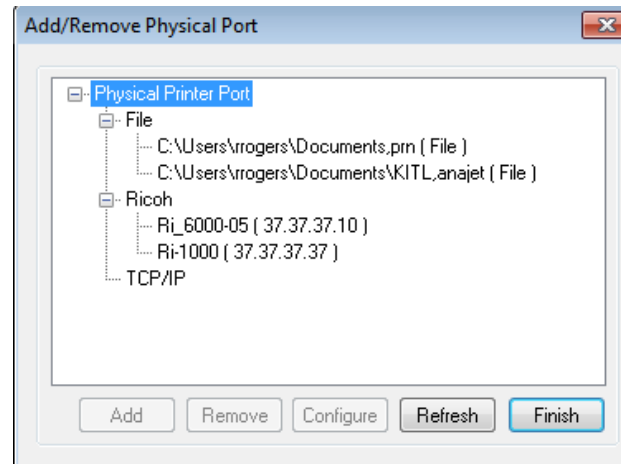 Add/Remove Physical Port
Physical Printer Port
File
C:\Users\rrogers\Documents,prn ( File )
C:\Users\rrogers\Documents\KITL,anajet ( File )
Ricoh
Ri_6000-05 ( 37.37.37.10 )
Ri-1000 ( 37.37.37.37 )
TCP/IP
Add Remove Configure Refresh Finish